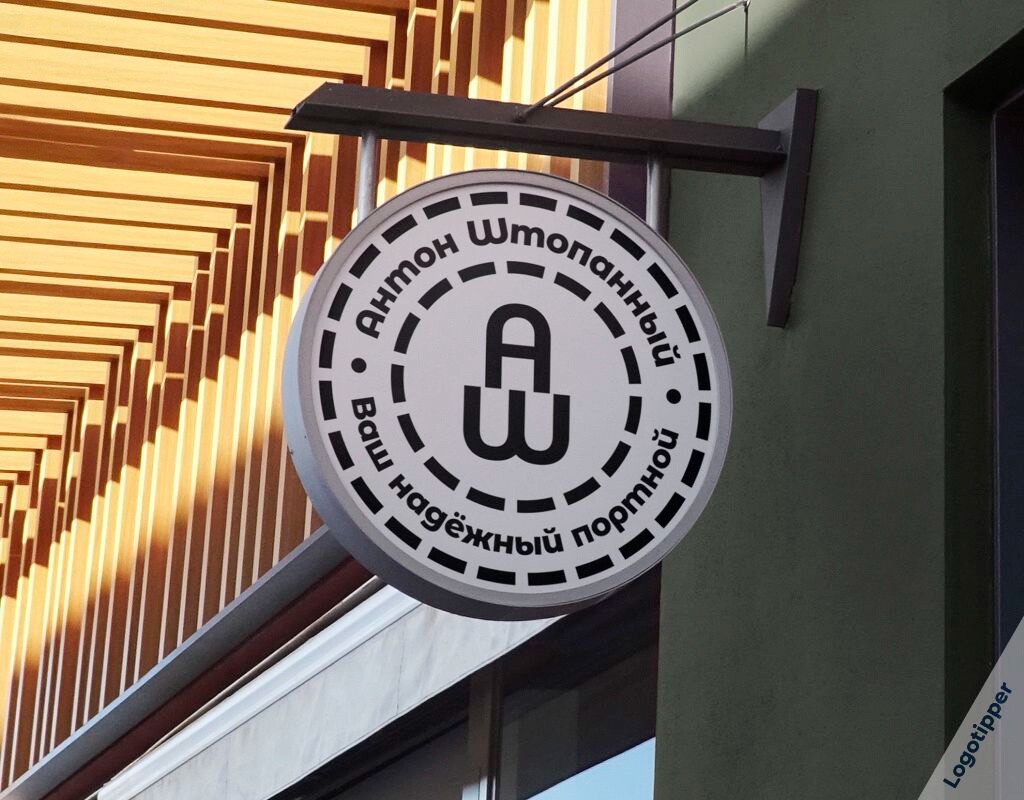 Антон Штопанный
АШ
Ваш надёжный портной
Logotipper